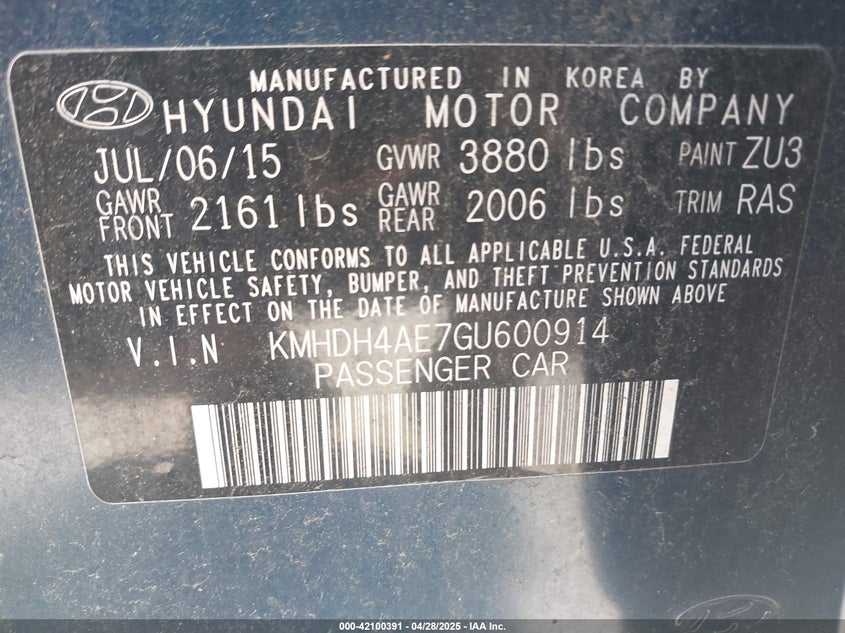 MANUFACTURED IN KOREA BY
HYUNDAI MOTOR COMPANY
JUL/06/15 GVWR 3880 lbs PAINT ZU3
GAWR FRONT 2161 lbs GAWR REAR 2006 lbs TRIM RAS
THIS VEHICLE CONFORMS TO ALL APPLICABLE U.S.A. FEDERAL
MOTOR VEHICLE SAFETY, BUMPER, AND THEFT PREVENTION STANDARDS
IN EFFECT ON THE DATE OF MANUFACTURE SHOWN ABOVE
V.I.N KMHDH4AE7GU600914
PASSENGER CAR
000-42100391 - 04/28/2025 - IAA Inc.